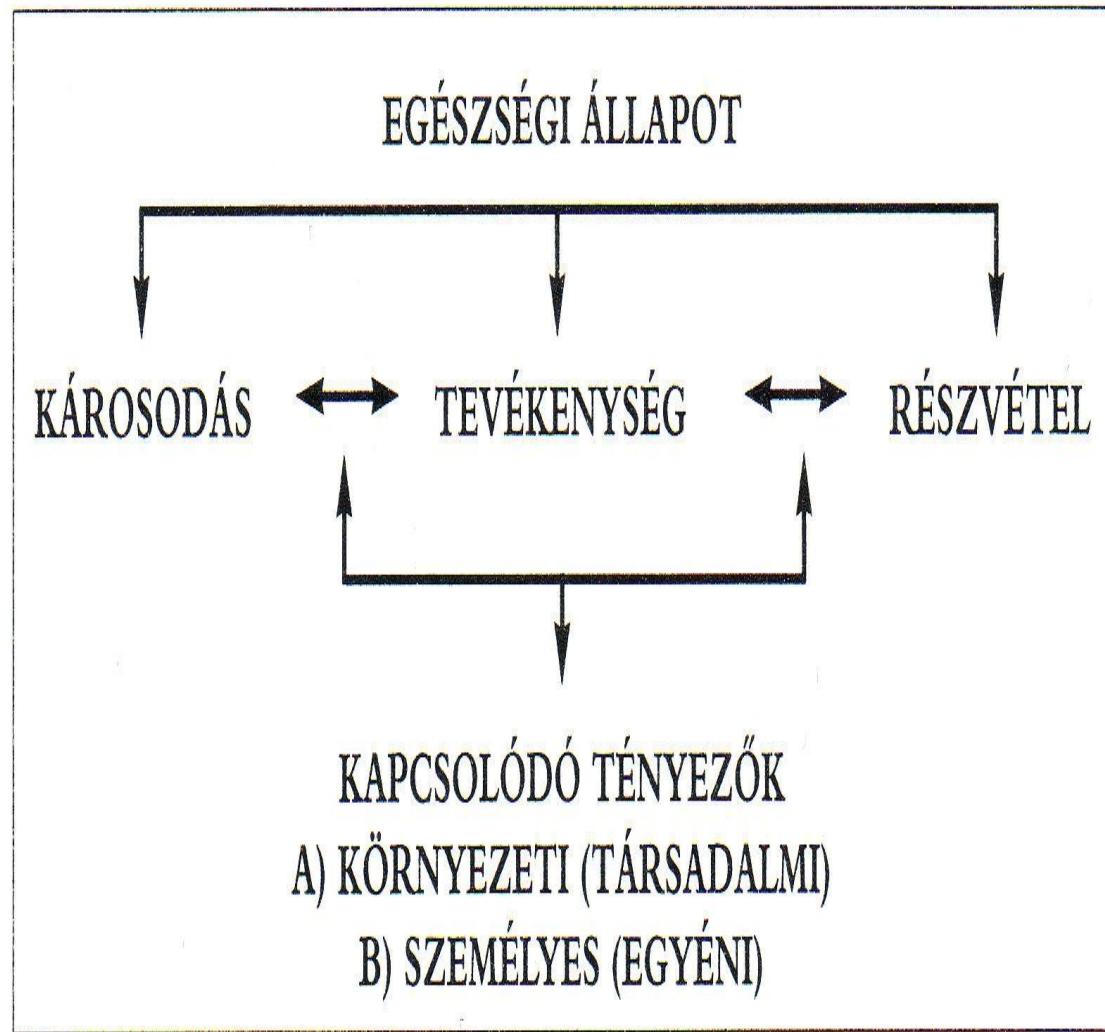 EGÉSZSÉGI ÁLLAPOT
KÁROSODÁS TEVÉKENYSÉG RÉSZVÉTEL
KAPCSOLÓDÓ TÉNYEZŐK
A) KÖRNYEZETI (TÁRSADALMI)
B) SZEMÉLYES (EGYÉNI)